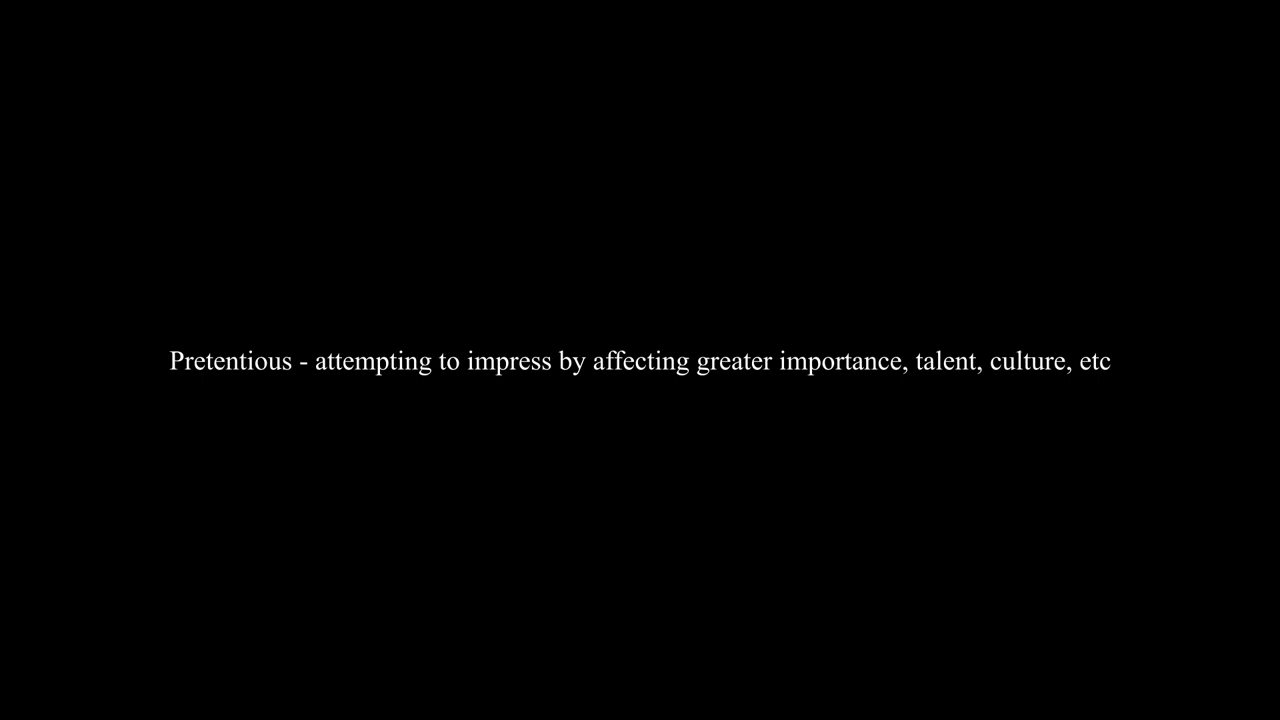 Pretentious - attempting to impress by affecting greater importance, talent, culture, etc